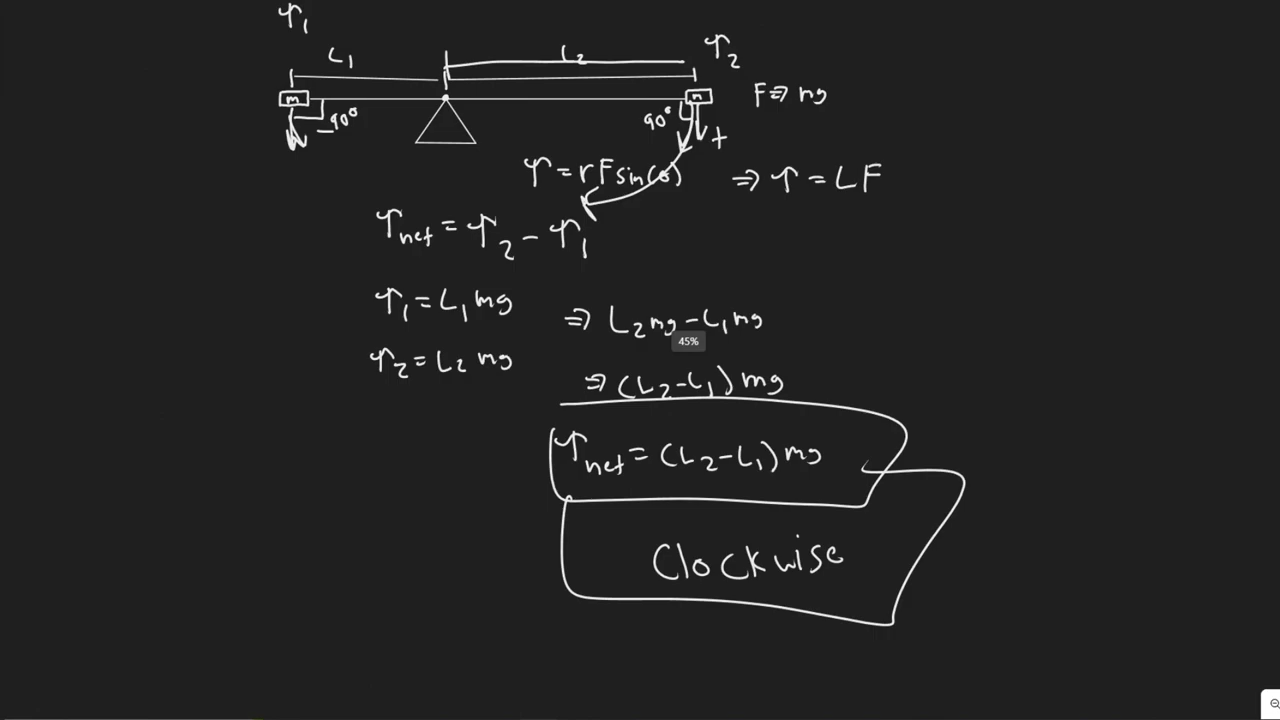 τ₁
L₁ L₂ τ₂
m m F ⇒ mg
90° 90° +
τ = rFsin(θ) ⇒ τ = LF
τnet = τ₂ - τ₁
τ₁ = L₁mg ⇒ L₂mg - L₁mg
45%
τ₂ = L₂mg ⇒ (L₂-L₁)mg
τnet = (L₂-L₁)mg
Clockwise